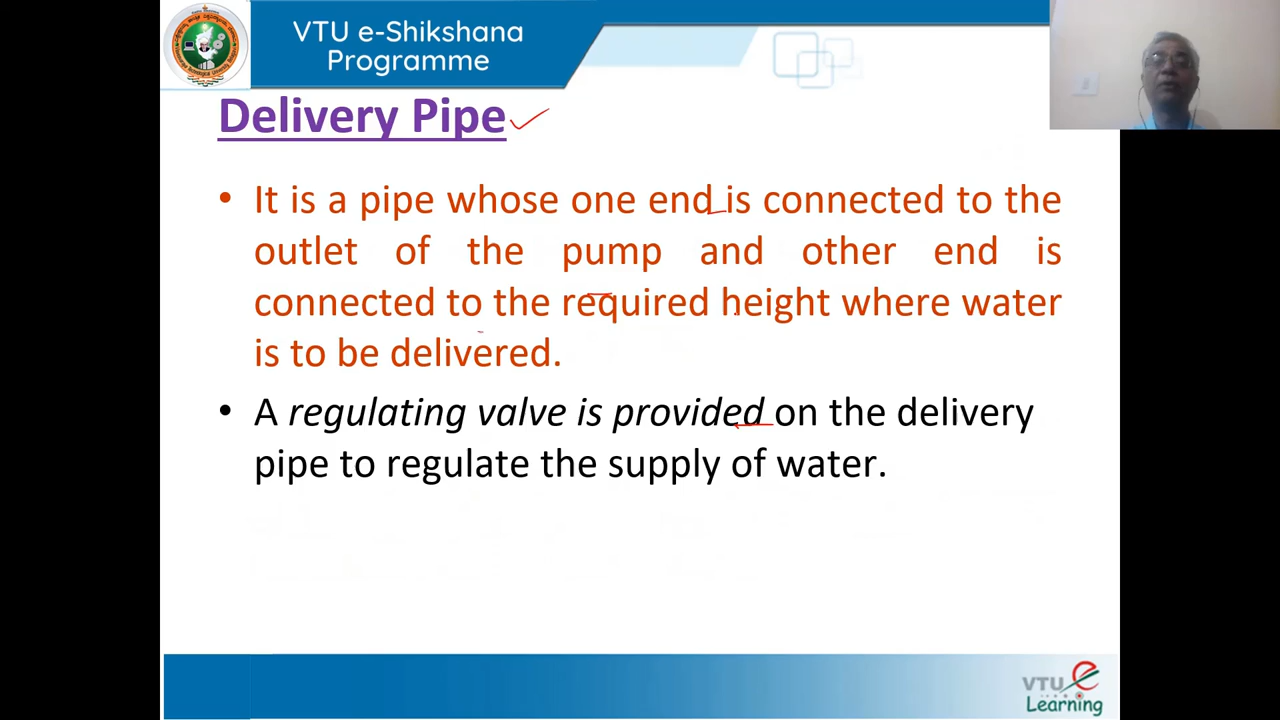 VTU e-Shikshana
Programme
Delivery Pipe
• It is a pipe whose one end is connected to the
outlet of the pump and other end is
connected to the required height where water
is to be delivered.
• A regulating valve is provided on the delivery
pipe to regulate the supply of water.
VTU e
Learning